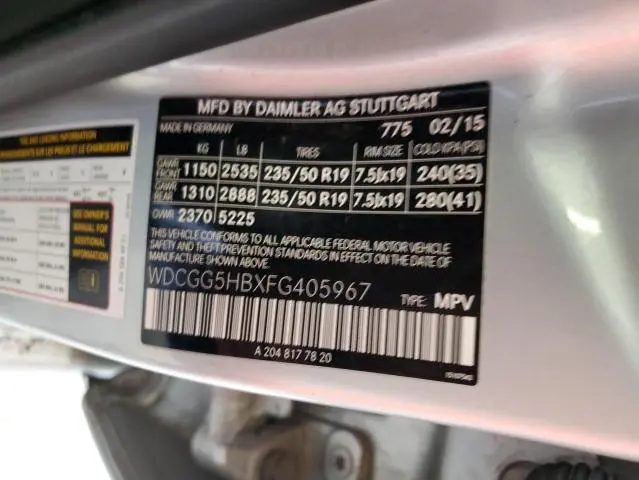 MFD BY DAIMLER AG STUTTGART
MADE IN GERMANY 775 02/15
KG LB TIRES RIM SIZE COLD KPA (PSI)
GAWR FRONT 1150 2535 235/50 R19 7.5Jx19 240(35)
GAWR REAR 1310 2888 235/50 R19 7.5Jx19 280(41)
GVWR 2370 5225
THIS VEHICLE CONFORMS TO ALL APPLICABLE FEDERAL MOTOR VEHICLE
SAFETY AND THEFT PREVENTION STANDARDS IN EFFECT ON THE
DATE OF MANUFACTURE SHOWN ABOVE.
WDCGG5HBXFG405967
TYPE: MPV
A 204 817 78 20
SEE OWNER'S
MANUAL FOR
ADDITIONAL
INFORMATION